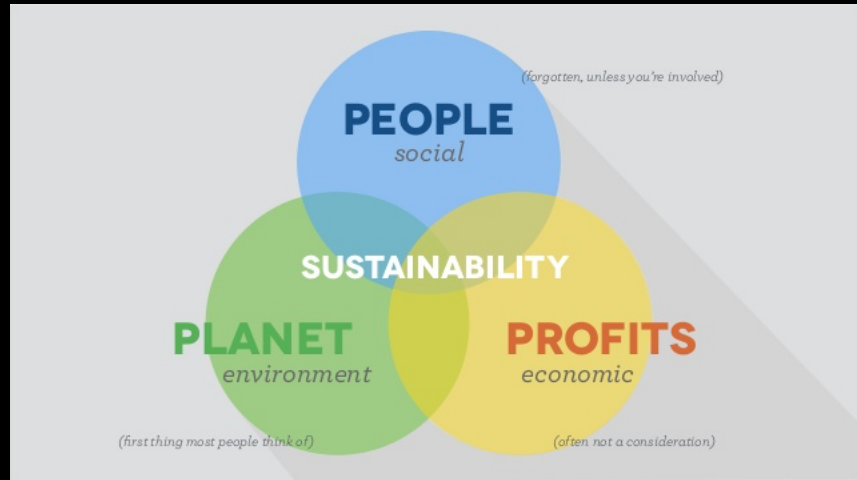 (forgotten, unless you're involved)
PEOPLE
social
SUSTAINABILITY
PLANET
environment
PROFITS
economic
(first thing most people think of)
(often not a consideration)